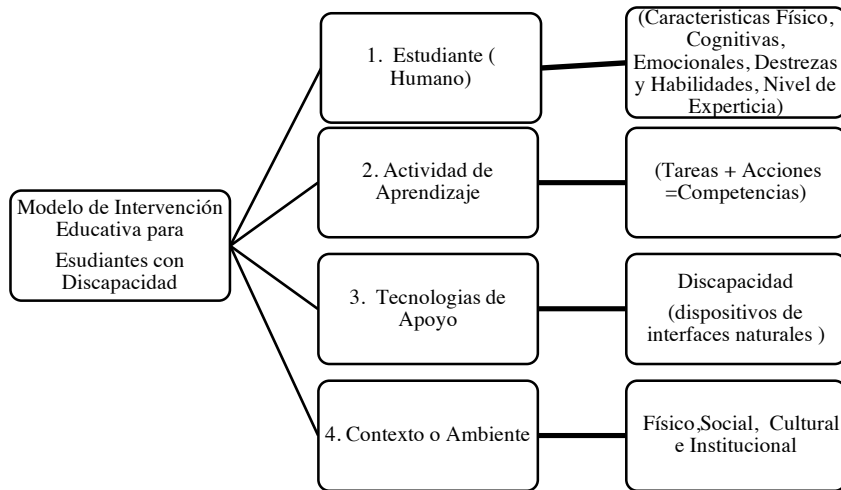 Modelo de Intervención
Educativa para
Esudiantes con
Discapacidad
1. Estudiante (
Humano)
(Caracteristicas Físico,
Cognitivas,
Emocionales, Destrezas
y Habilidades, Nivel de
Experticia)
2. Actividad de
Aprendizaje
(Tareas + Acciones
=Competencias)
3. Tecnologias de
Apoyo
Discapacidad
(dispositivos de
interfaces naturales )
4. Contexto o Ambiente
Físico,Social, Cultural
e Institucional